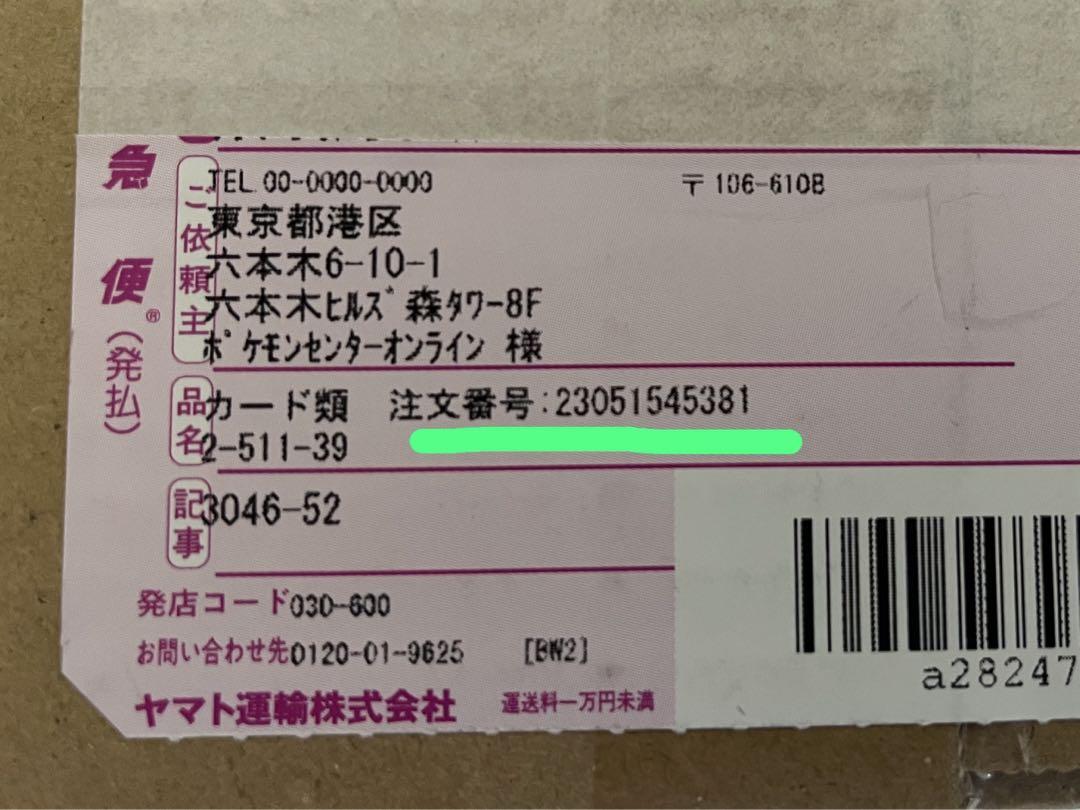 急便®(発払)
ご依頼主
TEL 00-0000-0000 〒 106-6108
東京都港区
六本木6-10-1
六本木ヒルズ 森タワー8F
ポケモンセンターオンライン 様
品名
カード類 注文番号:23051545381
2-511-39
記事
3046-52
発店コード030-600
お問い合わせ先0120-01-9625 [BW2]
ヤマト運輸株式会社 運送料一万円未満
a28247